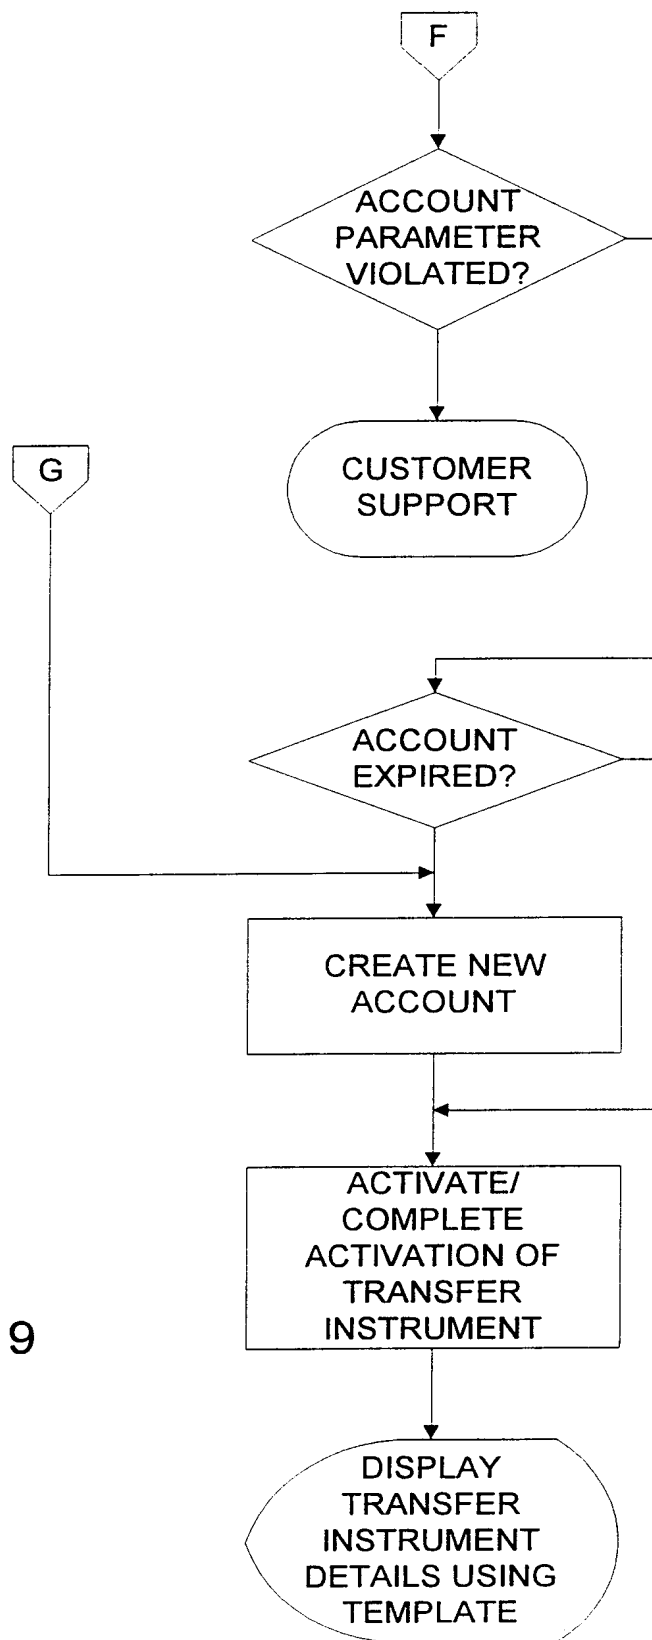 F
ACCOUNT
PARAMETER
VIOLATED?
G
CUSTOMER
SUPPORT
ACCOUNT
EXPIRED?
CREATE NEW
ACCOUNT
ACTIVATE/
COMPLETE
ACTIVATION OF
TRANSFER
INSTRUMENT
9
DISPLAY
TRANSFER
INSTRUMENT
DETAILS USING
TEMPLATE